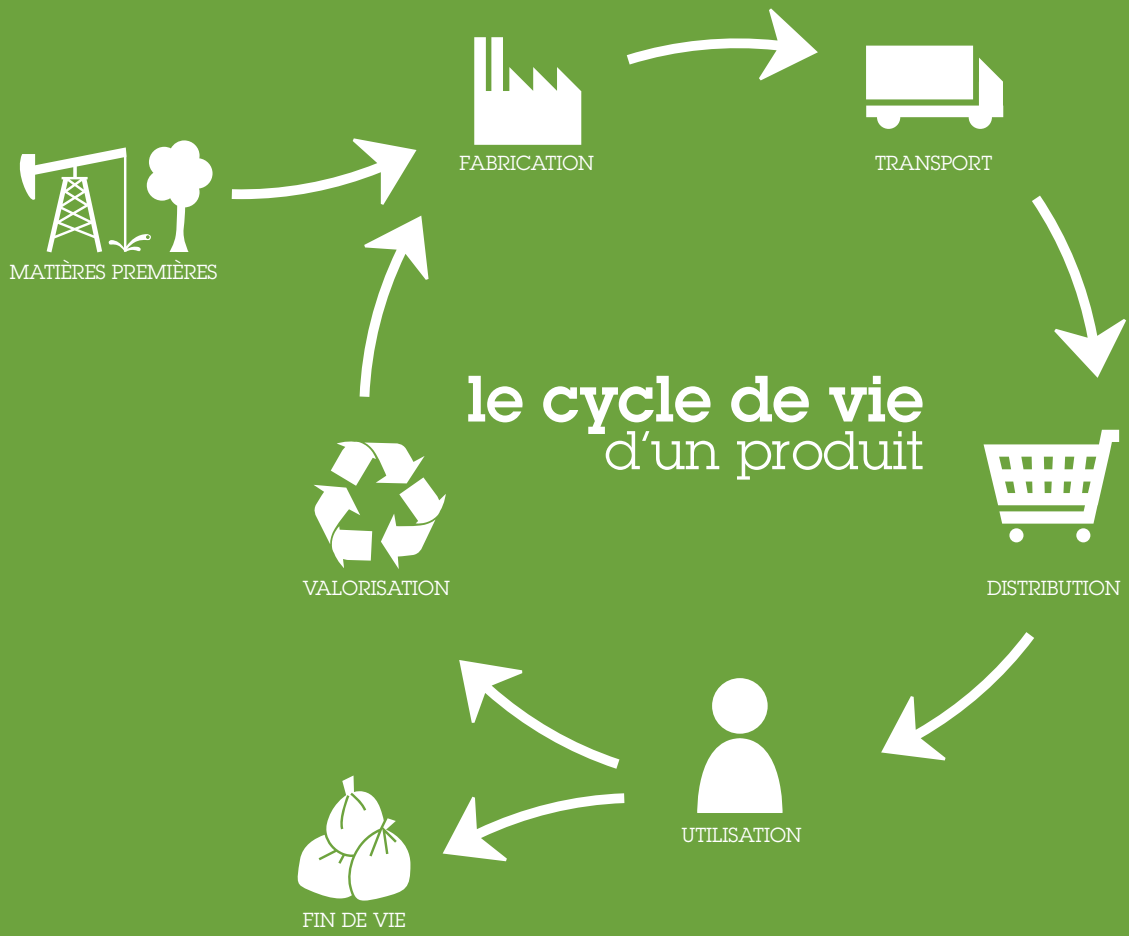 FABRICATION
TRANSPORT
MATIÈRES PREMIÈRES
le cycle de vie
d'un produit
VALORISATION
DISTRIBUTION
UTILISATION
FIN DE VIE